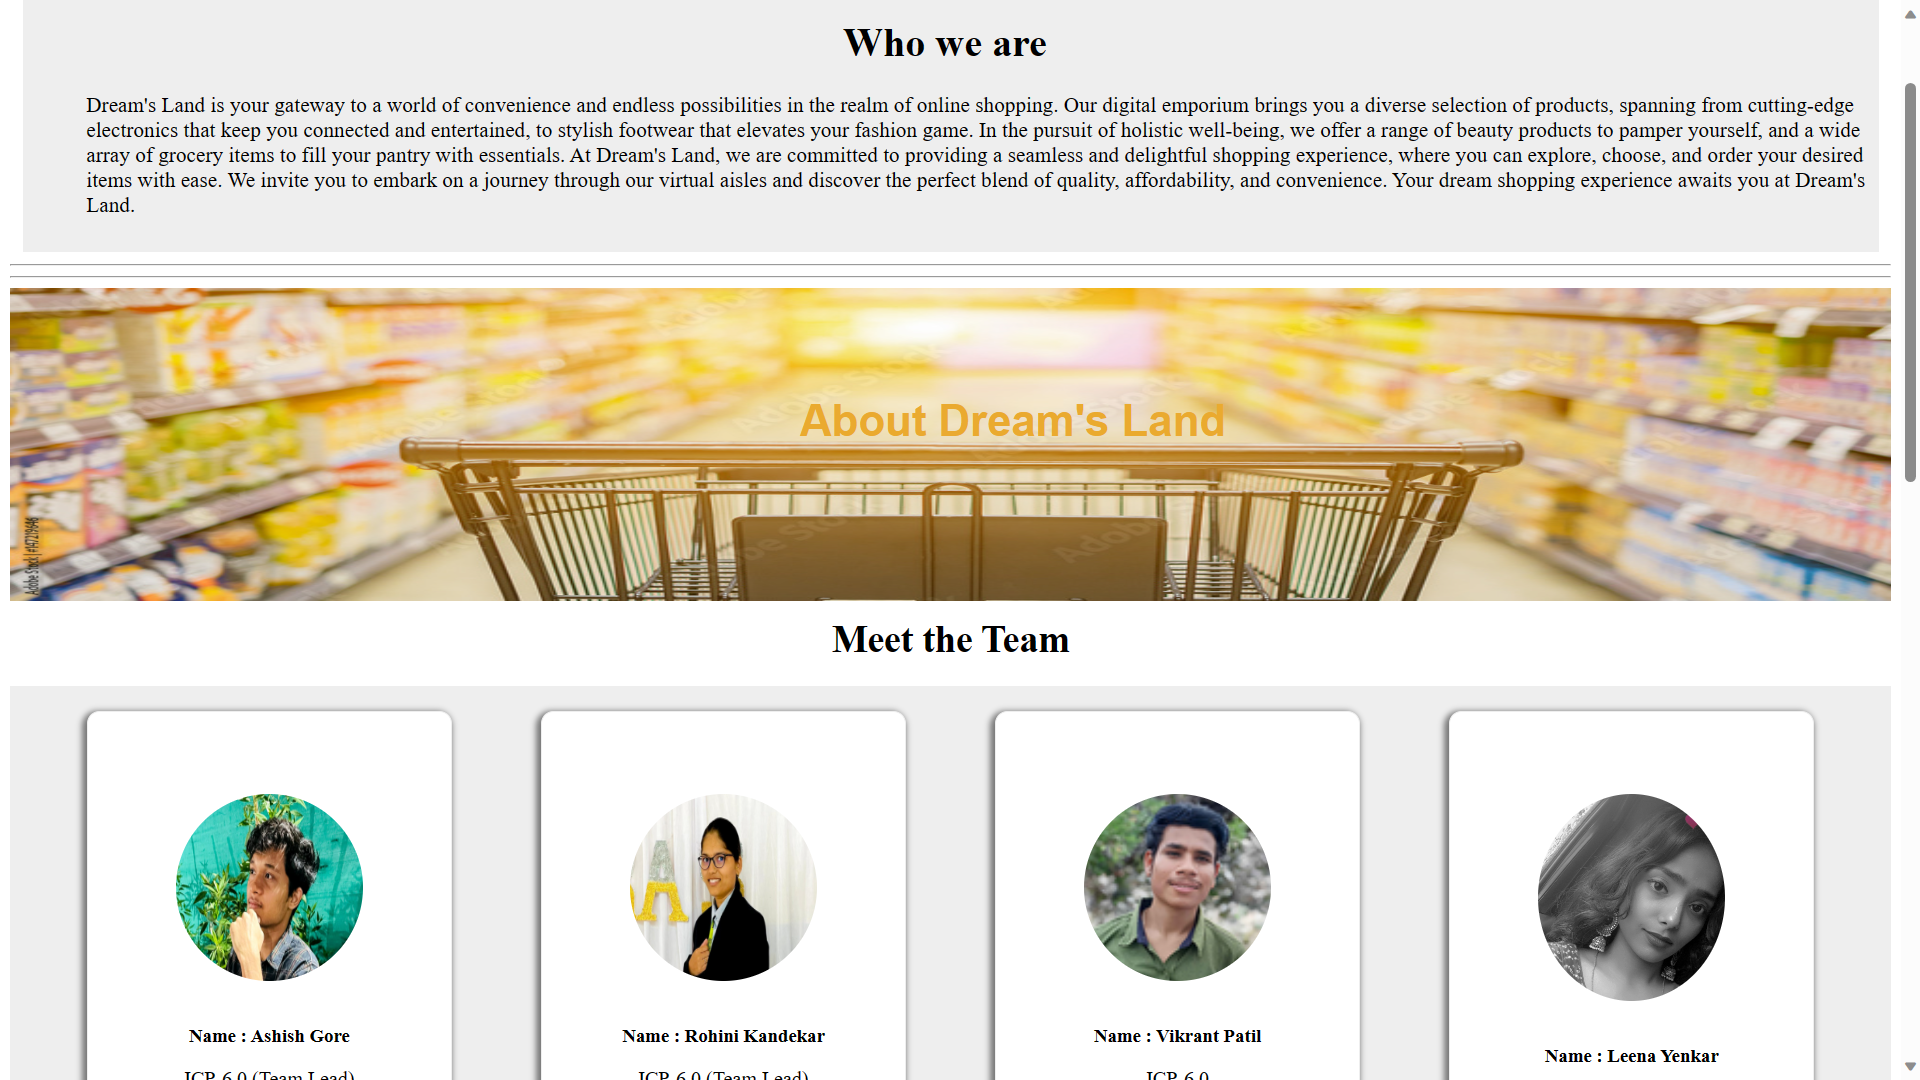 Who we are
Dream's Land is your gateway to a world of convenience and endless possibilities in the realm of online shopping. Our digital emporium brings you a diverse selection of products, spanning from cutting-edge
electronics that keep you connected and entertained, to stylish footwear that elevates your fashion game. In the pursuit of holistic well-being, we offer a range of beauty products to pamper yourself, and a wide
array of grocery items to fill your pantry with essentials. At Dream's Land, we are committed to providing a seamless and delightful shopping experience, where you can explore, choose, and order your desired
items with ease. We invite you to embark on a journey through our virtual aisles and discover the perfect blend of quality, affordability, and convenience. Your dream shopping experience awaits you at Dream's
Land.
About Dream's Land
Adobe Stock | #147219646
Meet the Team
Name : Ashish Gore
Name : Rohini Kandekar
Name : Vikrant Patil
Name : Leena Yenkar
JCP-6.0 (Team Lead)
JCP-6.0 (Team Lead)
JCP-6.0